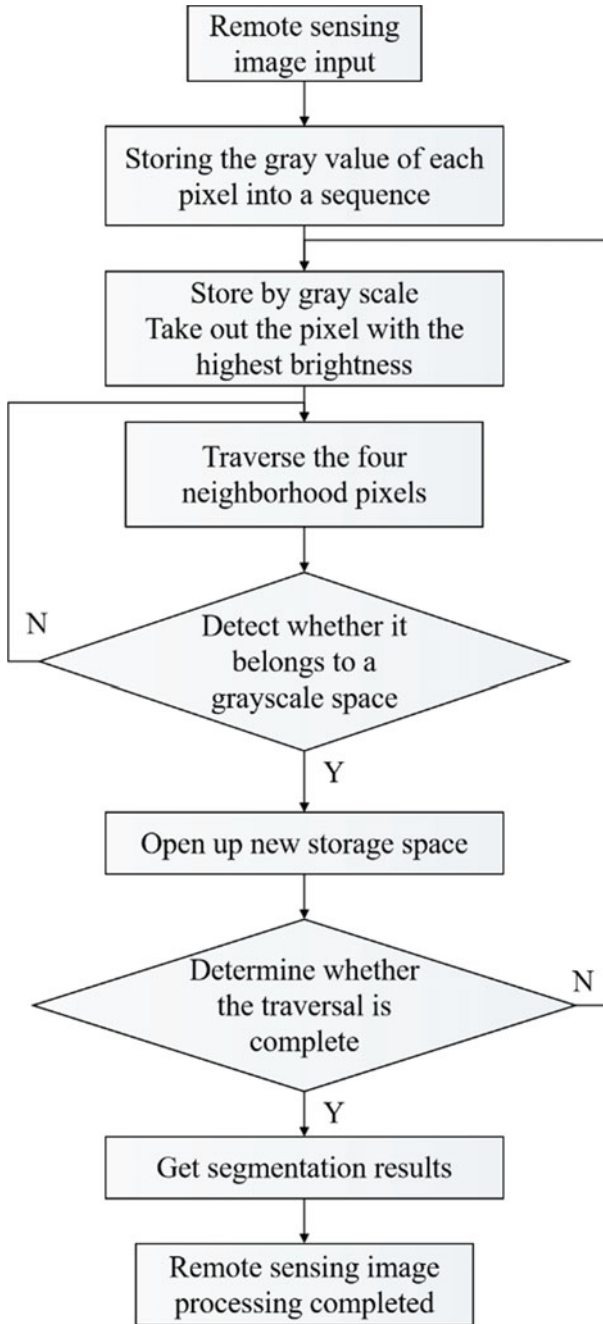 Remote sensing
image input
Storing the gray value of each
pixel into a sequence
Store by gray scale
Take out the pixel with the
highest brightness
Traverse the four
neighborhood pixels
N
Detect whether it
belongs to a
grayscale space
Y
Open up new storage space
Determine whether
the traversal is
complete
N
Y
Get segmentation results
Remote sensing image
processing completed